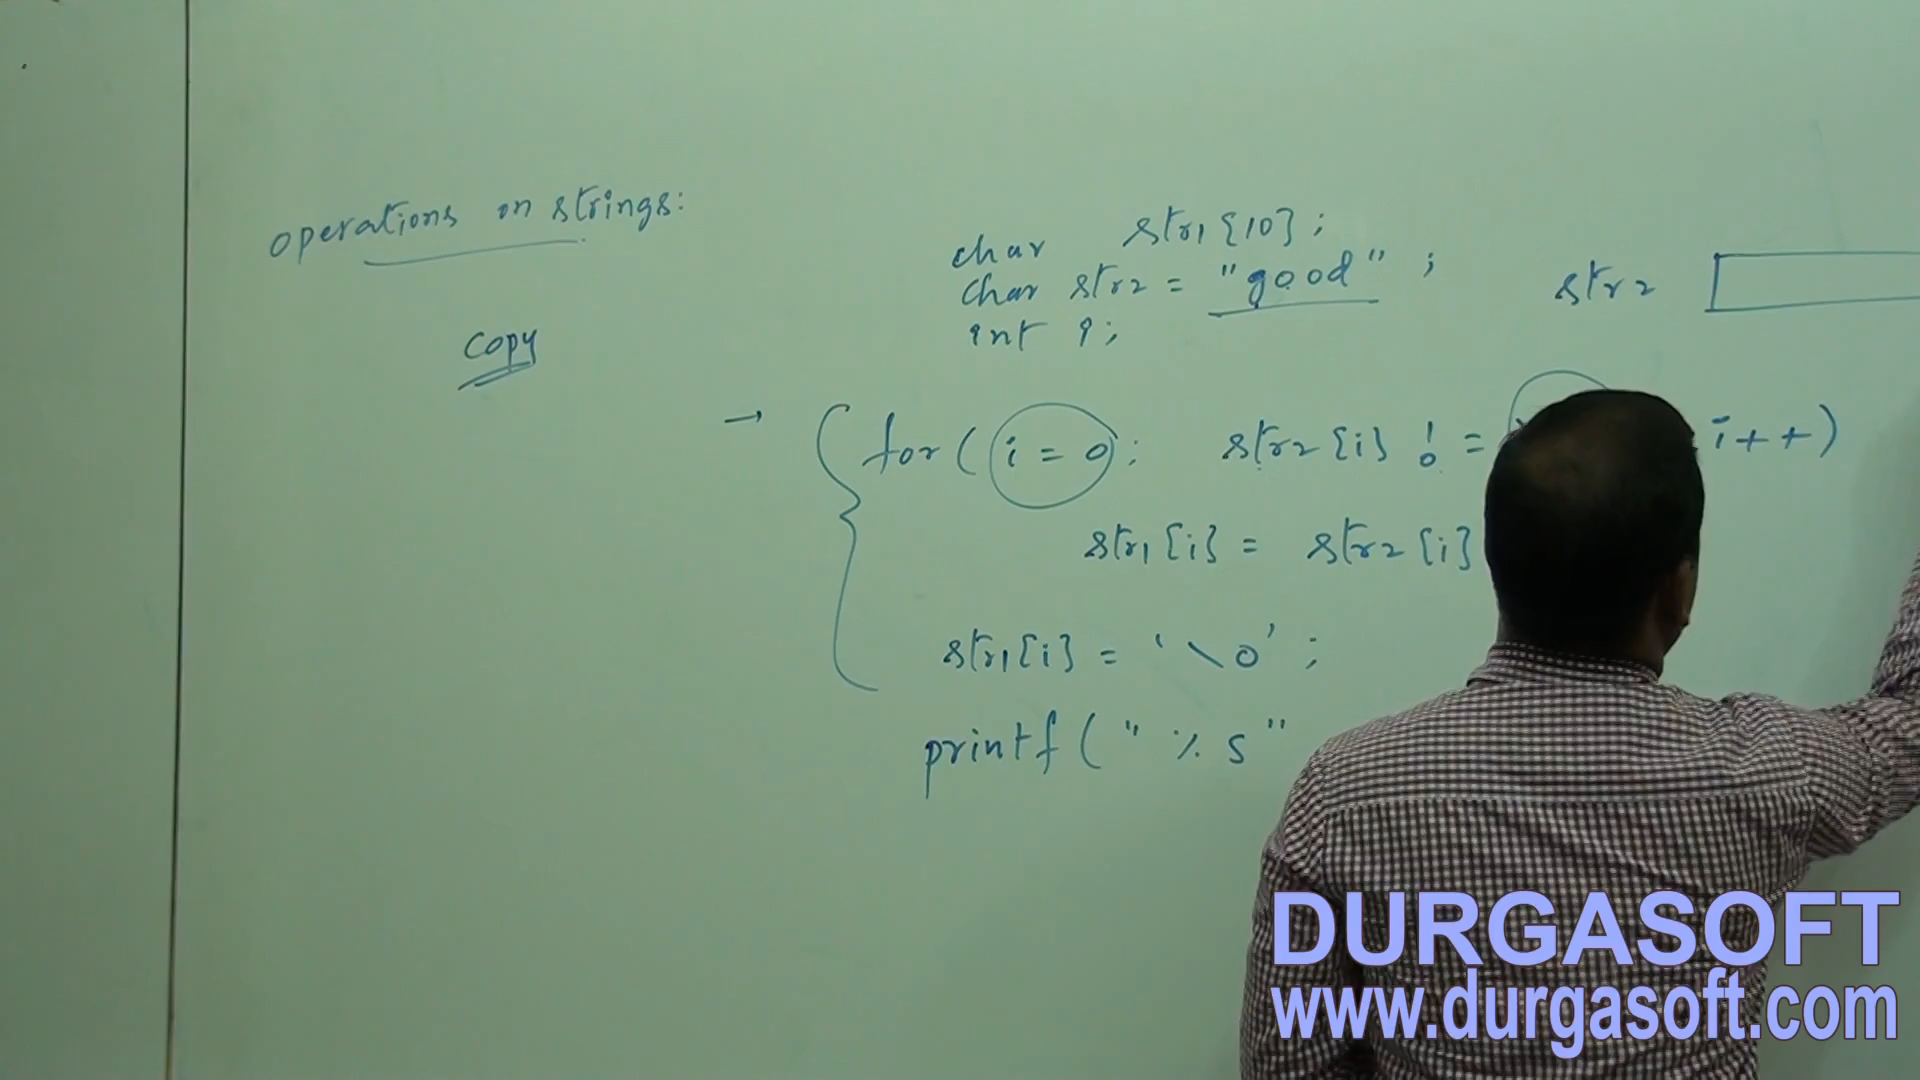 operations on strings:
copy
char str1[10];
char str2 = "good" ;
int i;
str2
→ for( i = 0; str2[i] != i++)
str1[i] = str2[i]
str1[i] = '\0' ;
printf( " % s "
DURGASOFT
www.durgasoft.com